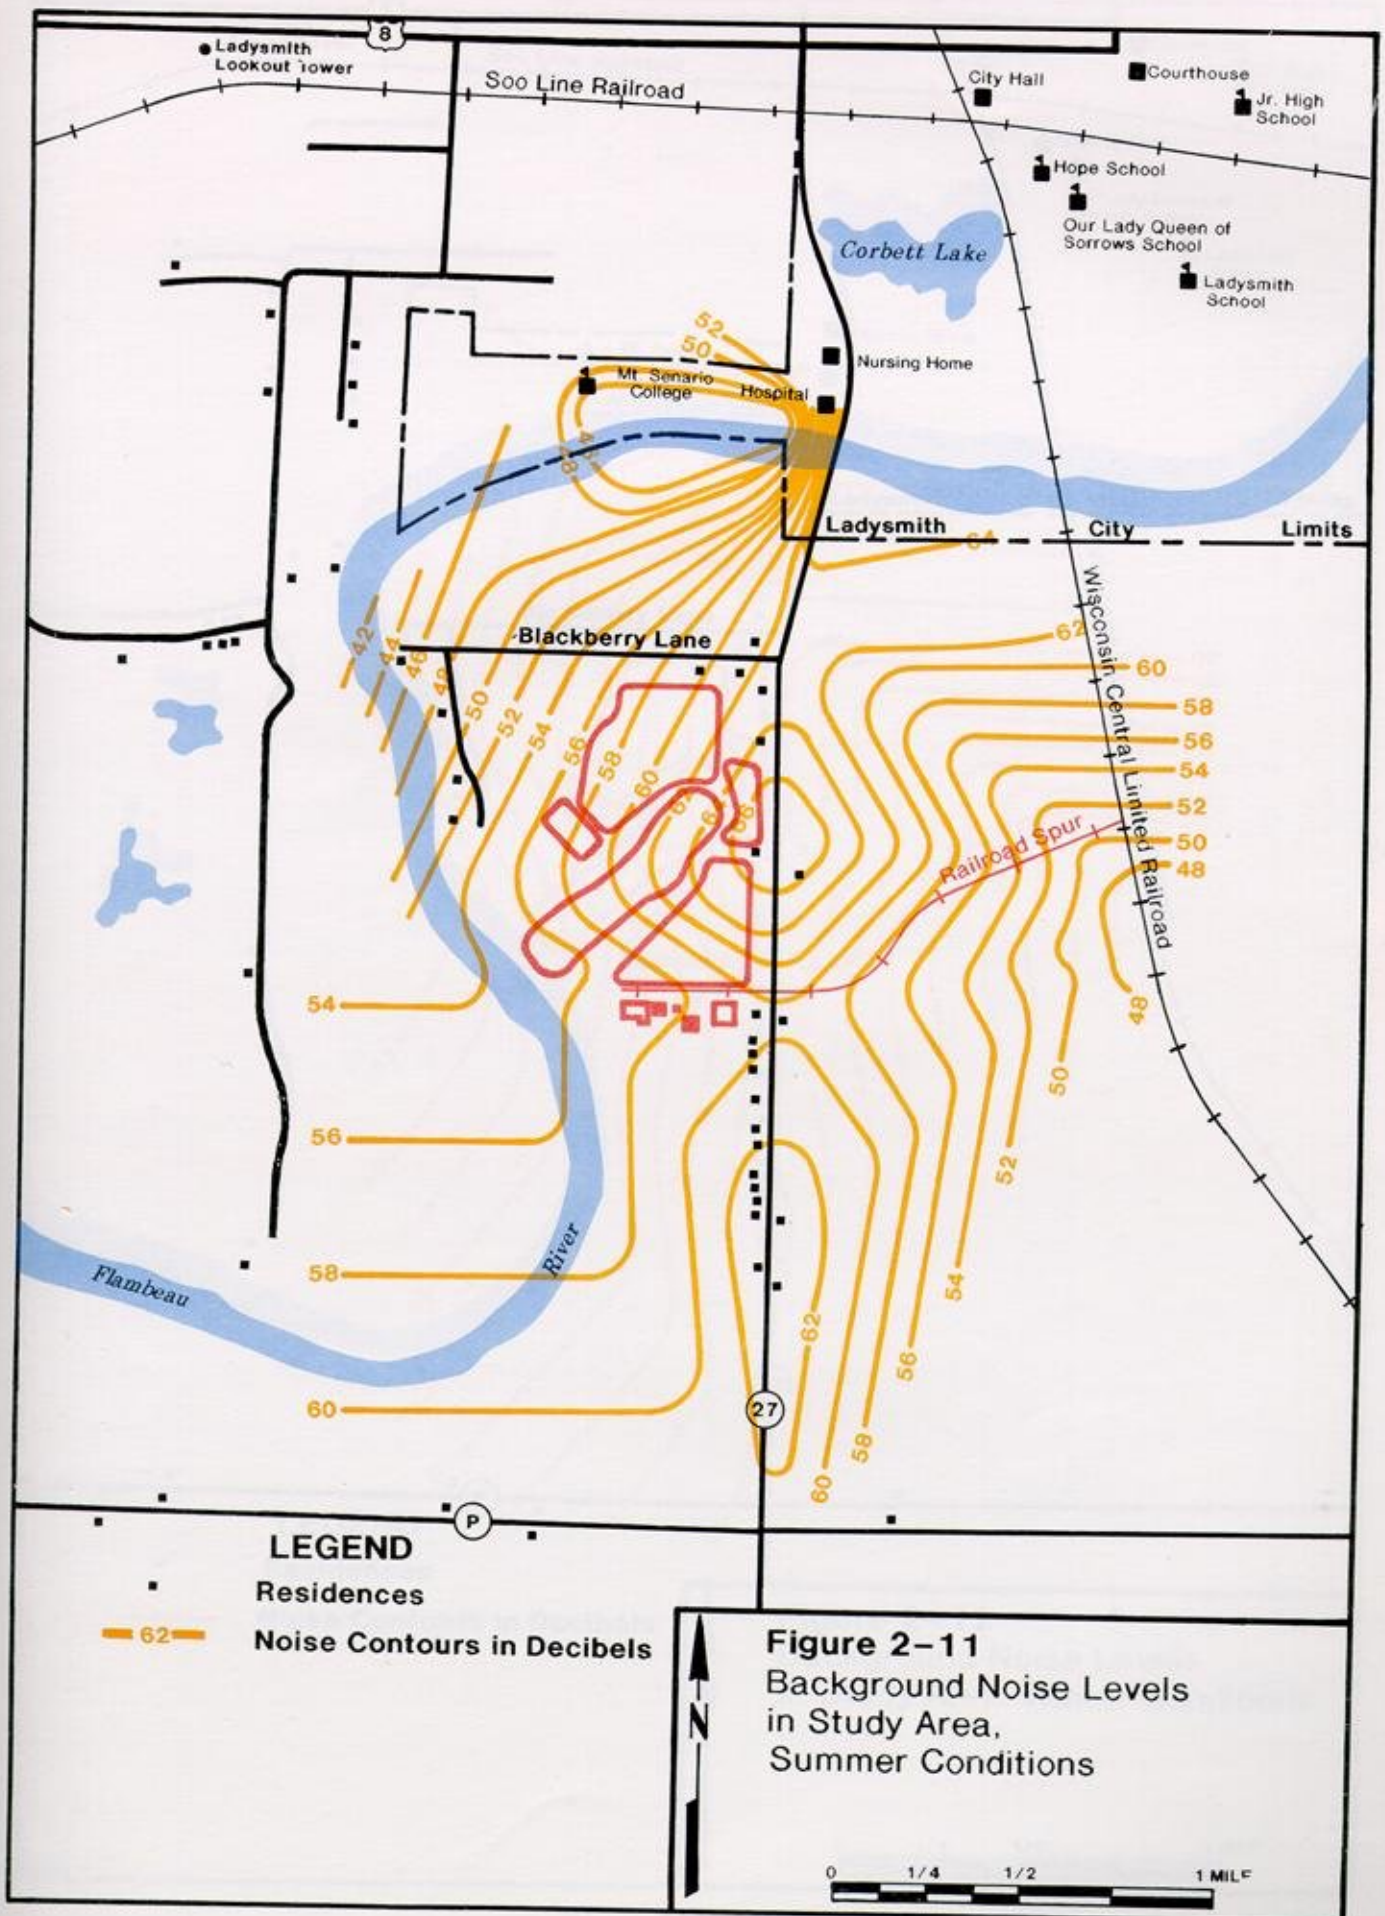 8
Ladysmith
Lookout Tower
Soo Line Railroad
City Hall
Courthouse
Jr. High
School
Hope School
Our Lady Queen of
Sorrows School
Corbett Lake
Ladysmith
School
52
50
Nursing Home
Mt. Senario
College
Hospital
48
Ladysmith City Limits
64
Wisconsin Central Limited Railroad
Blackberry Lane
62
60
58
56
54
52
50
48
42
44
46
48
50
52
54
56
58
60
62
66
Railroad Spur
48
50
52
54
56
58
60
62
54
56
58
60
Flambeau
River
27
P
LEGEND
Residences
62
Noise Contours in Decibels
N
Figure 2-11
Background Noise Levels
in Study Area,
Summer Conditions
0 1/4 1/2 1 MILE